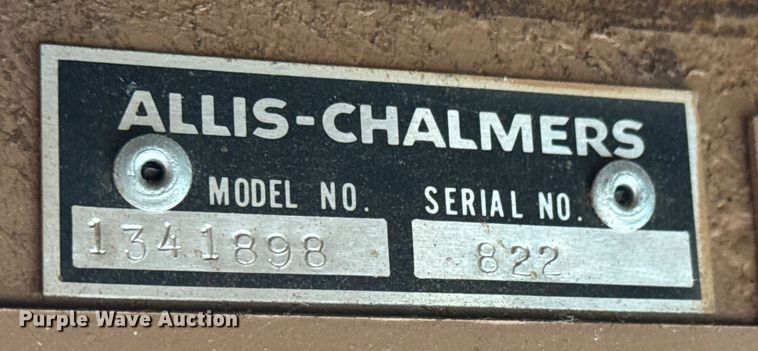 ALLIS-CHALMERS
MODEL NO. SERIAL NO.
1341898 822
Purple Wave Auction